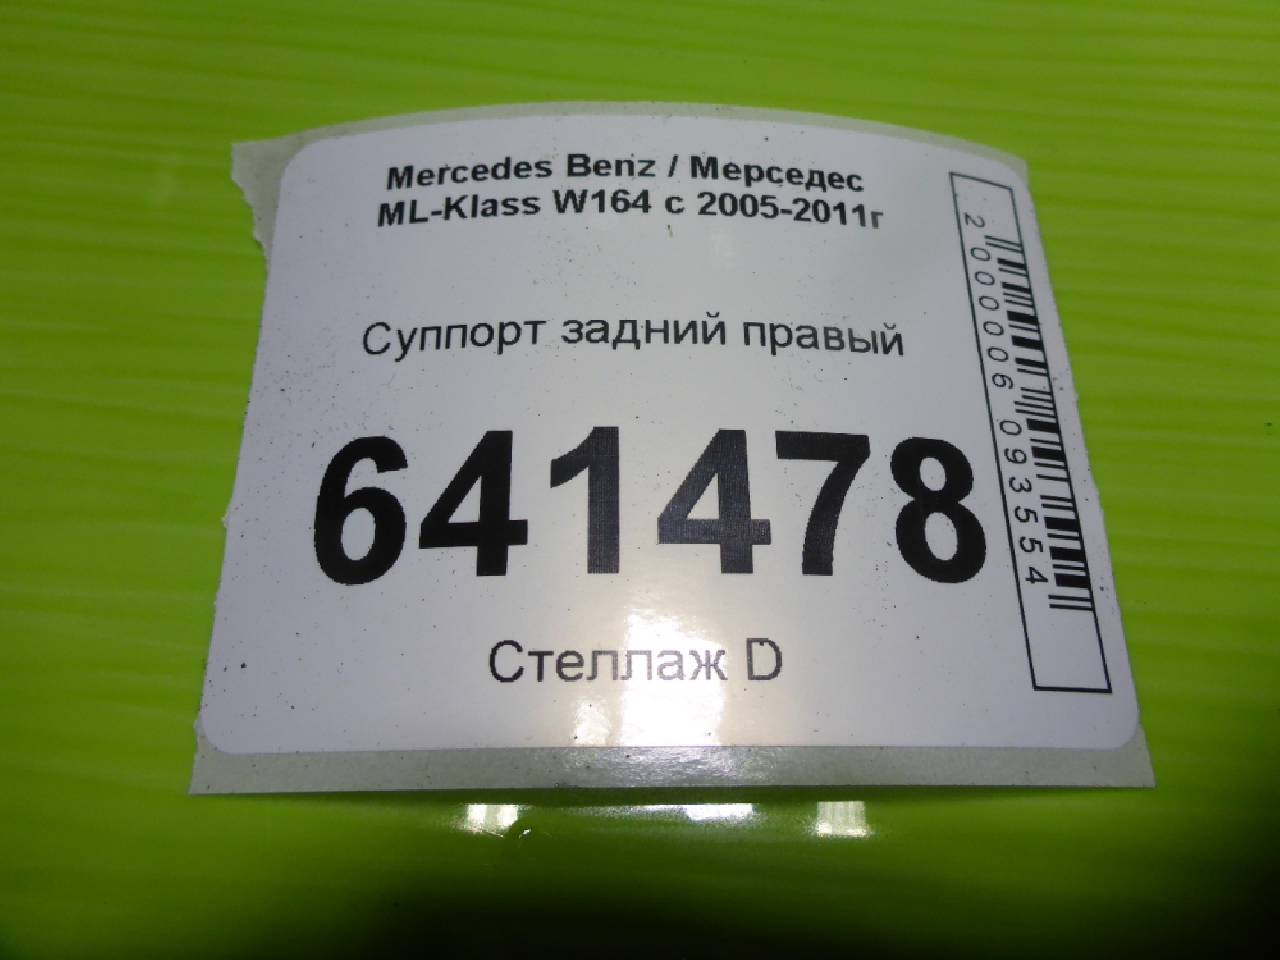 Mercedes Benz / Мерседес
ML-Klass W164 с 2005-2011г
Суппорт задний правый
641478
Стеллаж D
2000006093554